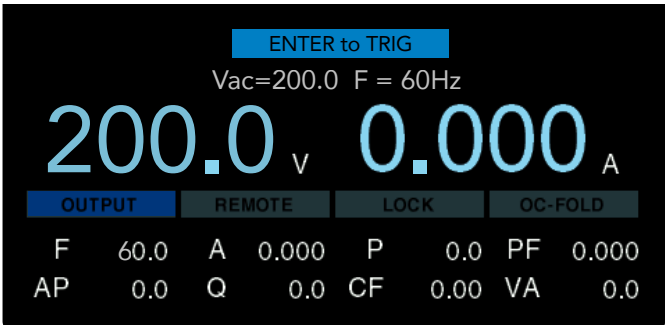 ENTER to TRIG
Vac=200.0 F = 60Hz
200.0 V 0.000 A
OUTPUT REMOTE LOCK OC-FOLD
F 60.0 A 0.000 P 0.0 PF 0.000
AP 0.0 Q 0.0 CF 0.00 VA 0.0